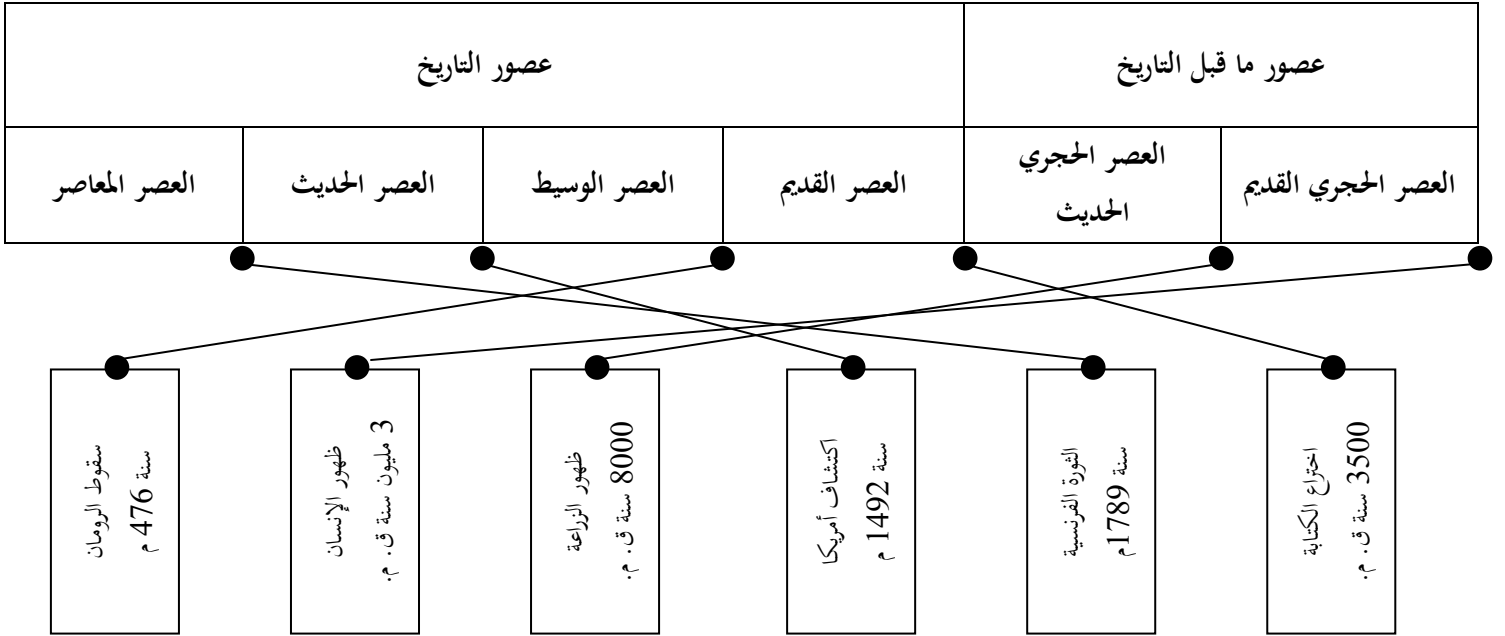 عصور ما قبل التاريخ
عصور التاريخ
العصر الحجري القديم
العصر الحجري
الحديث
العصر القديم
العصر الوسيط
العصر الحديث
العصر المعاصر
اختراع الكتابة
3500 سنة ق. م.
الثورة الفرنسية
سنة 1789م
اكتشاف أمريكا
سنة 1492 م
ظهور الزراعة
8000 سنة ق. م.
ظهور الإنسان
3 مليون سنة ق. م.
سقوط الرومان
سنة 476 م